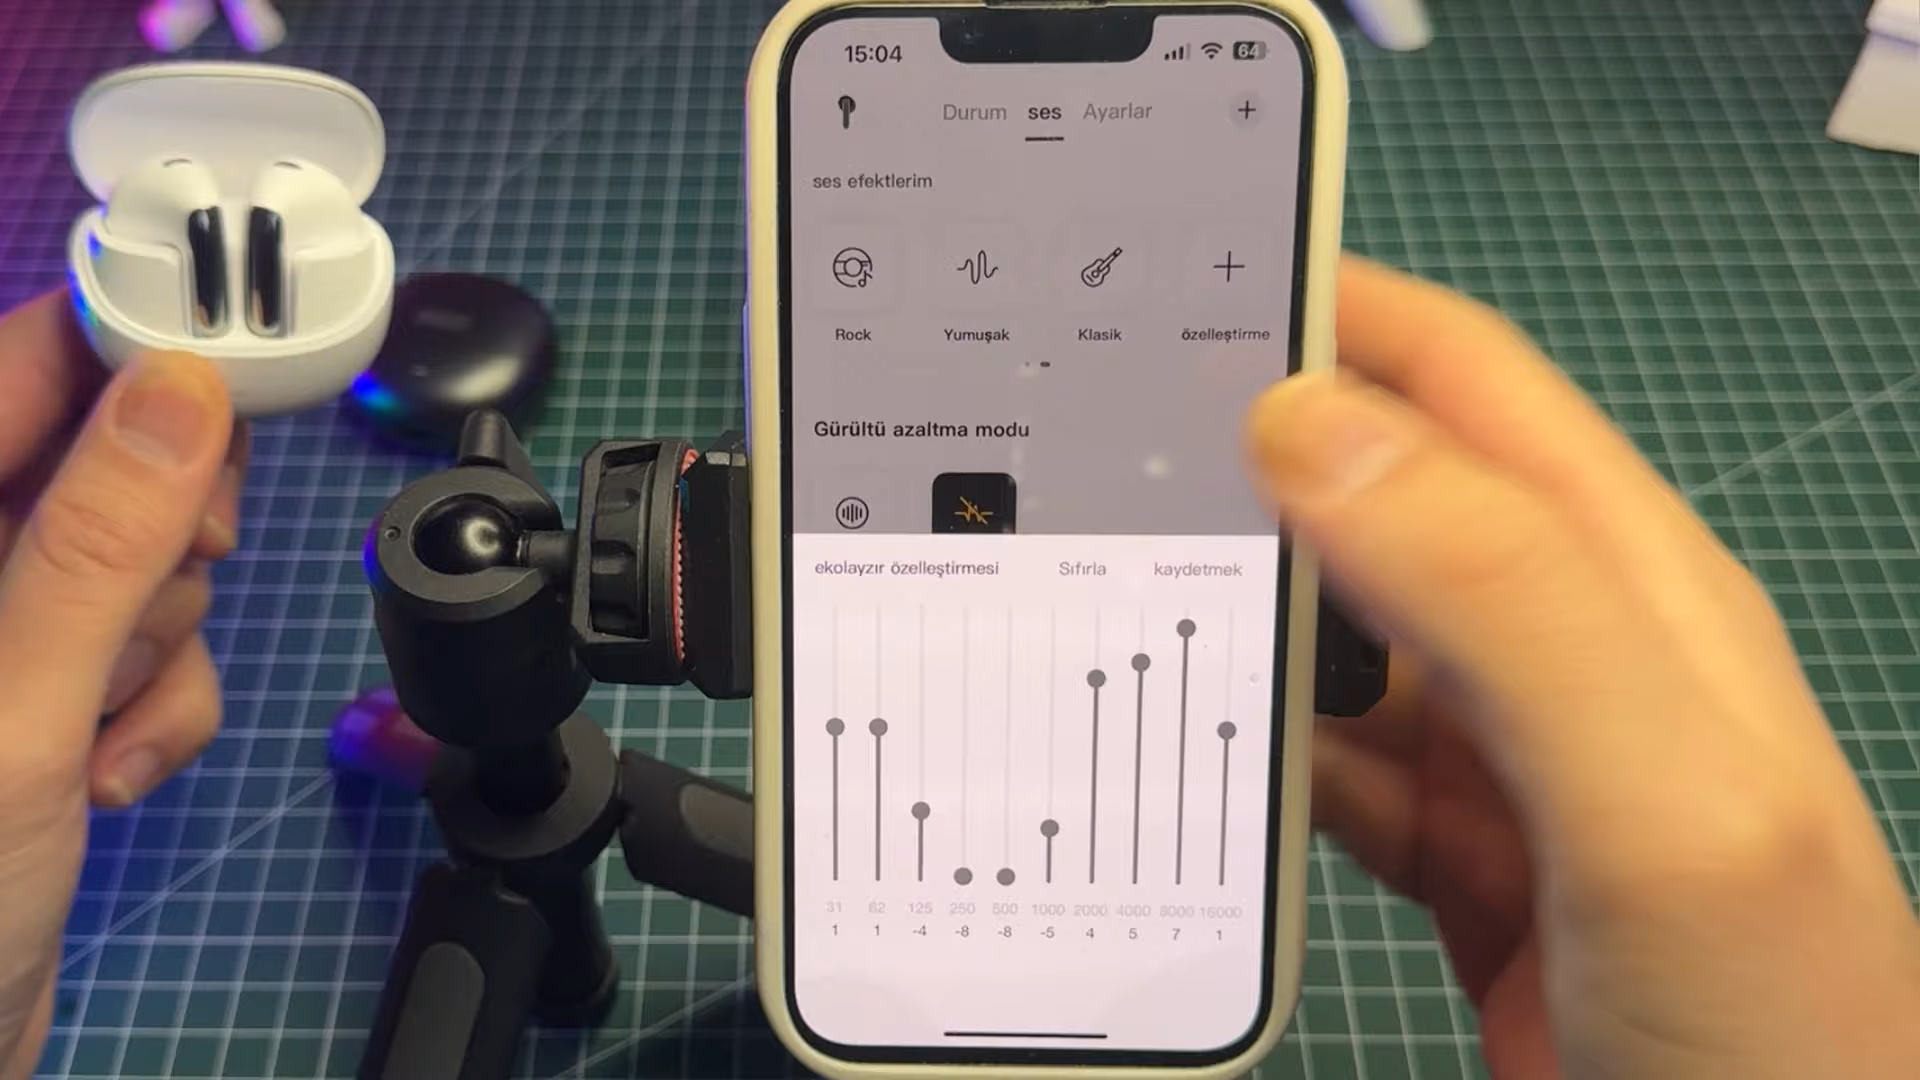 15:04 64
Durum ses Ayarlar +
ses efektlerim
Rock Yumuşak Klasik özelleştirme
Gürültü azaltma modu
ekolayzır özelleştirmesi Sıfırla kaydetmek
31 62 125 250 500 1000 2000 4000 8000 16000
1 1 -4 -8 -8 -5 4 5 7 1